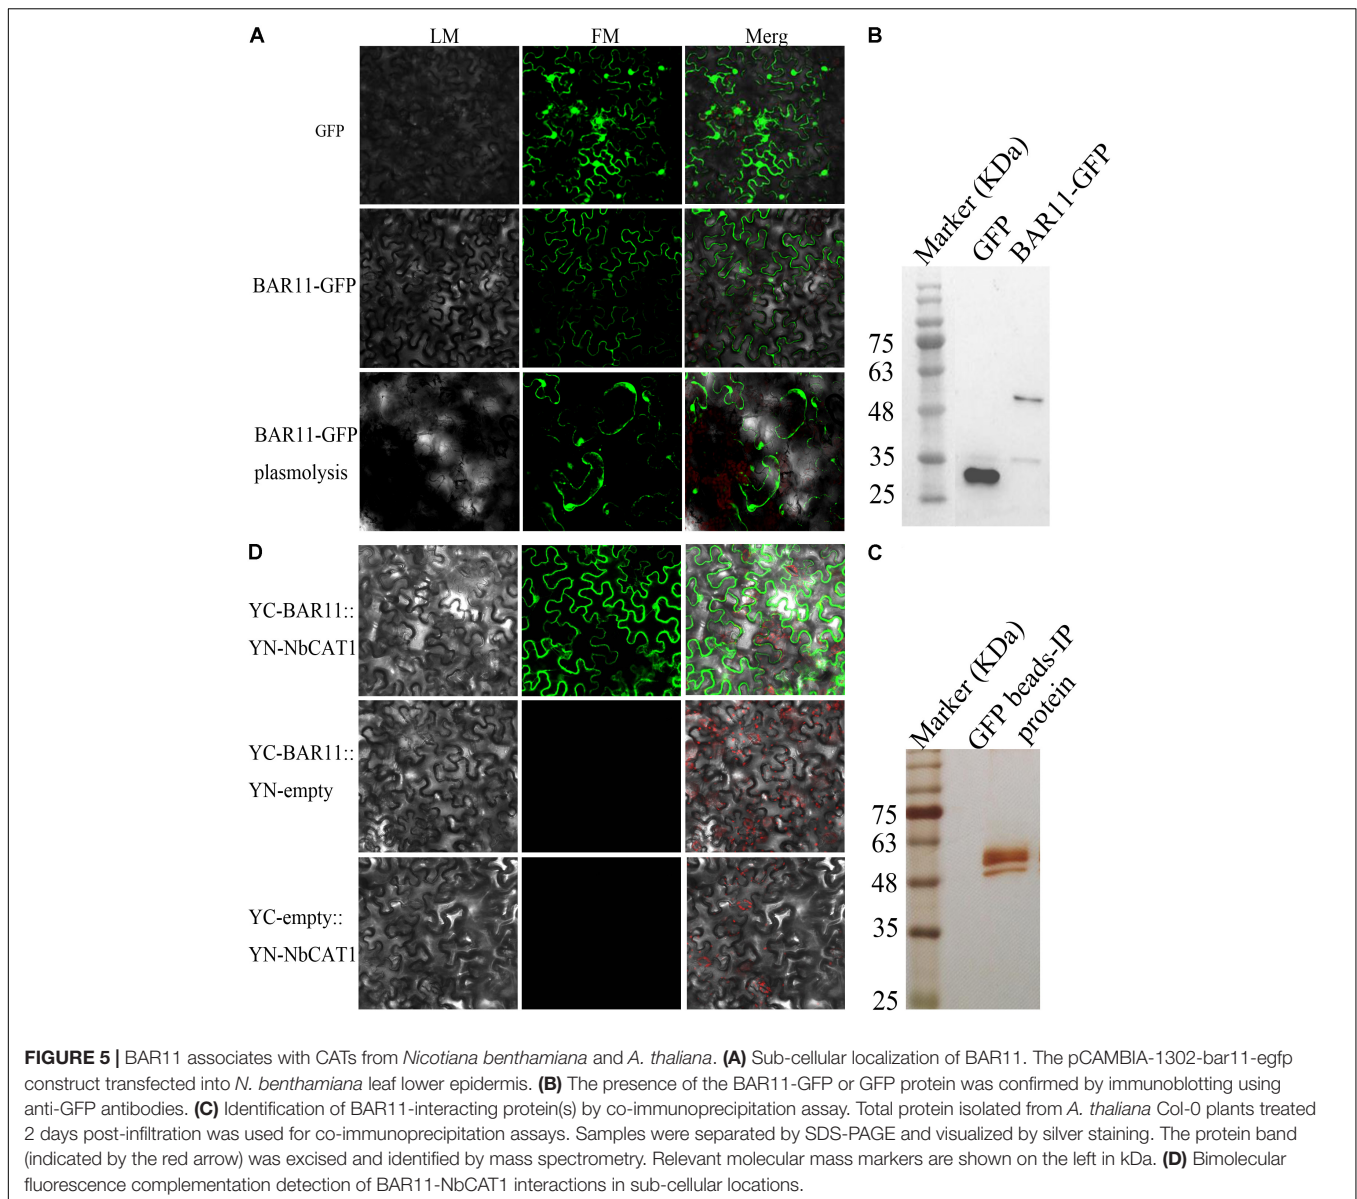 A
LM
FM
Merg
GFP
BAR11-GFP
BAR11-GFP
plasmolysis
B
Marker (KDa)
GFP
BAR11-GFP
75
63
48
35
25
D
YC-BAR11::
YN-NbCAT1
YC-BAR11::
YN-empty
YC-empty::
YN-NbCAT1
C
Marker (KDa)
GFP beads-IP
protein
75
63
48
35
25
FIGURE 5 | BAR11 associates with CATs from Nicotiana benthamiana and A. thaliana. (A) Sub-cellular localization of BAR11. The pCAMBIA-1302-bar11-egfp
construct transfected into N. benthamiana leaf lower epidermis. (B) The presence of the BAR11-GFP or GFP protein was confirmed by immunoblotting using
anti-GFP antibodies. (C) Identification of BAR11-interacting protein(s) by co-immunoprecipitation assay. Total protein isolated from A. thaliana Col-0 plants treated
2 days post-infiltration was used for co-immunoprecipitation assays. Samples were separated by SDS-PAGE and visualized by silver staining. The protein band
(indicated by the red arrow) was excised and identified by mass spectrometry. Relevant molecular mass markers are shown on the left in kDa. (D) Bimolecular
fluorescence complementation detection of BAR11-NbCAT1 interactions in sub-cellular locations.